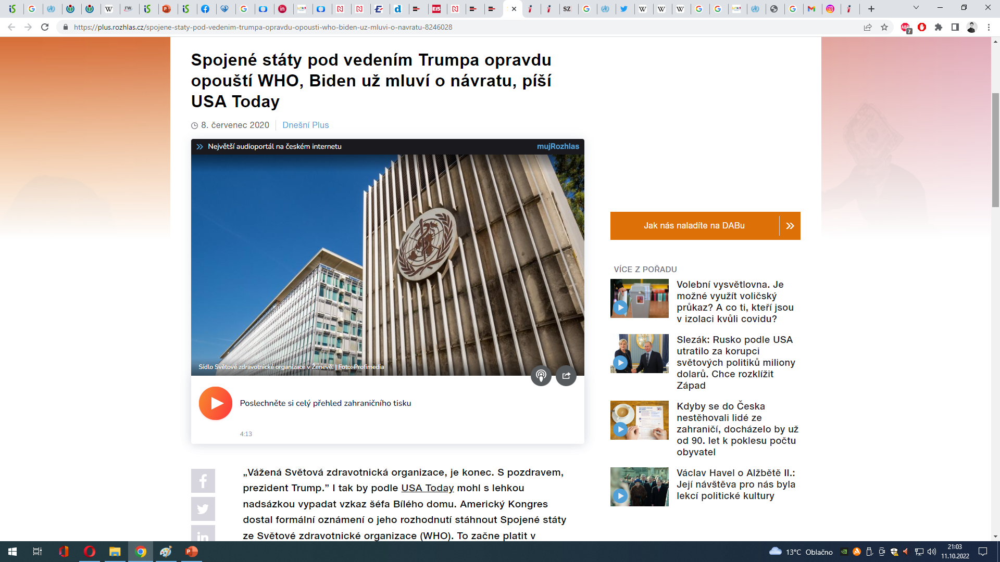 https://plus.rozhlas.cz/spojene-staty-pod-vedenim-trumpa-opravdu-opousti-who-biden-uz-mluvi-o-navratu-8246028
7
Spojené státy pod vedením Trumpa opravdu
opouští WHO, Biden už mluví o návratu, píší
USA Today
8. červenec 2020
Dnešní Plus
Největší audioportál na českém internetu
mujRozhlas
Sídlo Světové zdravotnické organizace v Ženevě. | Foto: Profimedia
Poslechněte si celý přehled zahraničního tisku
4:13
„Vážená Světová zdravotnická organizace, je konec. S pozdravem,
prezident Trump.” I tak by podle USA Today mohl s lehkou
nadsázkou vypadat vzkaz šéfa Bílého domu. Americký Kongres
dostal formální oznámení o jeho rozhodnutí stáhnout Spojené státy
ze Světové zdravotnické organizace (WHO). To začne platit v
Jak nás naladíte na DABu
VÍCE Z POŘADU
Volební vysvětlovna. Je
možné využít voličský
průkaz? A co ti, kteří jsou
v izolaci kvůli covidu?
Slezák: Rusko podle USA
utratilo za korupci
světových politiků miliony
dolarů. Chce rozklížit
Západ
Kdyby se do Česka
nestěhovali lidé ze
zahraničí, docházelo by už
od 90. let k poklesu počtu
obyvatel
Václav Havel o Alžbětě II.:
Její návštěva pro nás byla
lekcí politické kultury
13°C Oblačno
21:03
11.10.2022